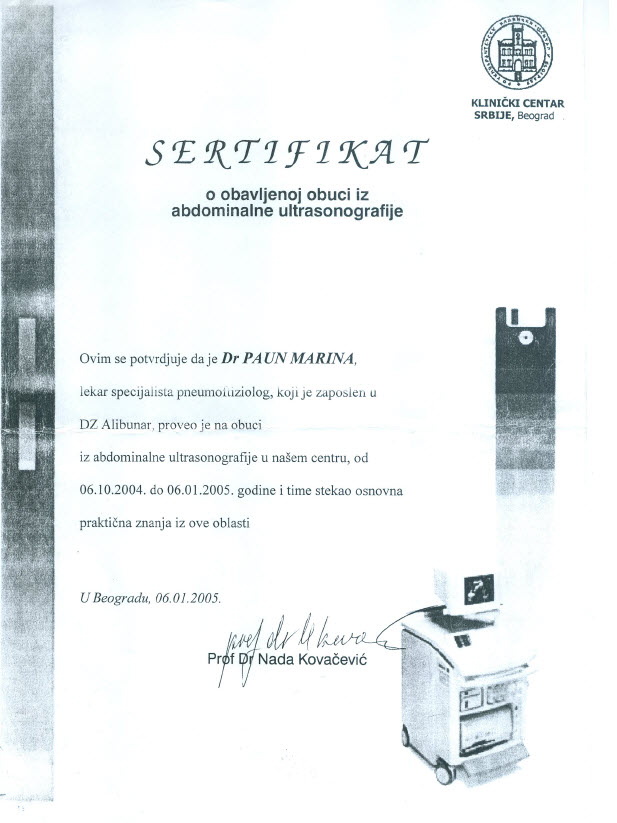 KLINIČKI CENTAR
SRBIJE, Beograd
SERTIFIKAT
o obavljenoj obuci iz
abdominalne ultrasonografije
Ovim se potvrdjuje da je Dr PAUN MARINA,
lekar specijalista pneumoftiziolog, koji je zaposlen u
DZ Alibunar, proveo je na obuci
iz abdominalne ultrasonografije u našem centru, od
06.10.2004. do 06.01.2005. godine i time stekao osnovna
praktična znanja iz ove oblasti
U Beogradu, 06.01.2005.
prof dr
Prof Dr Nada Kovačević